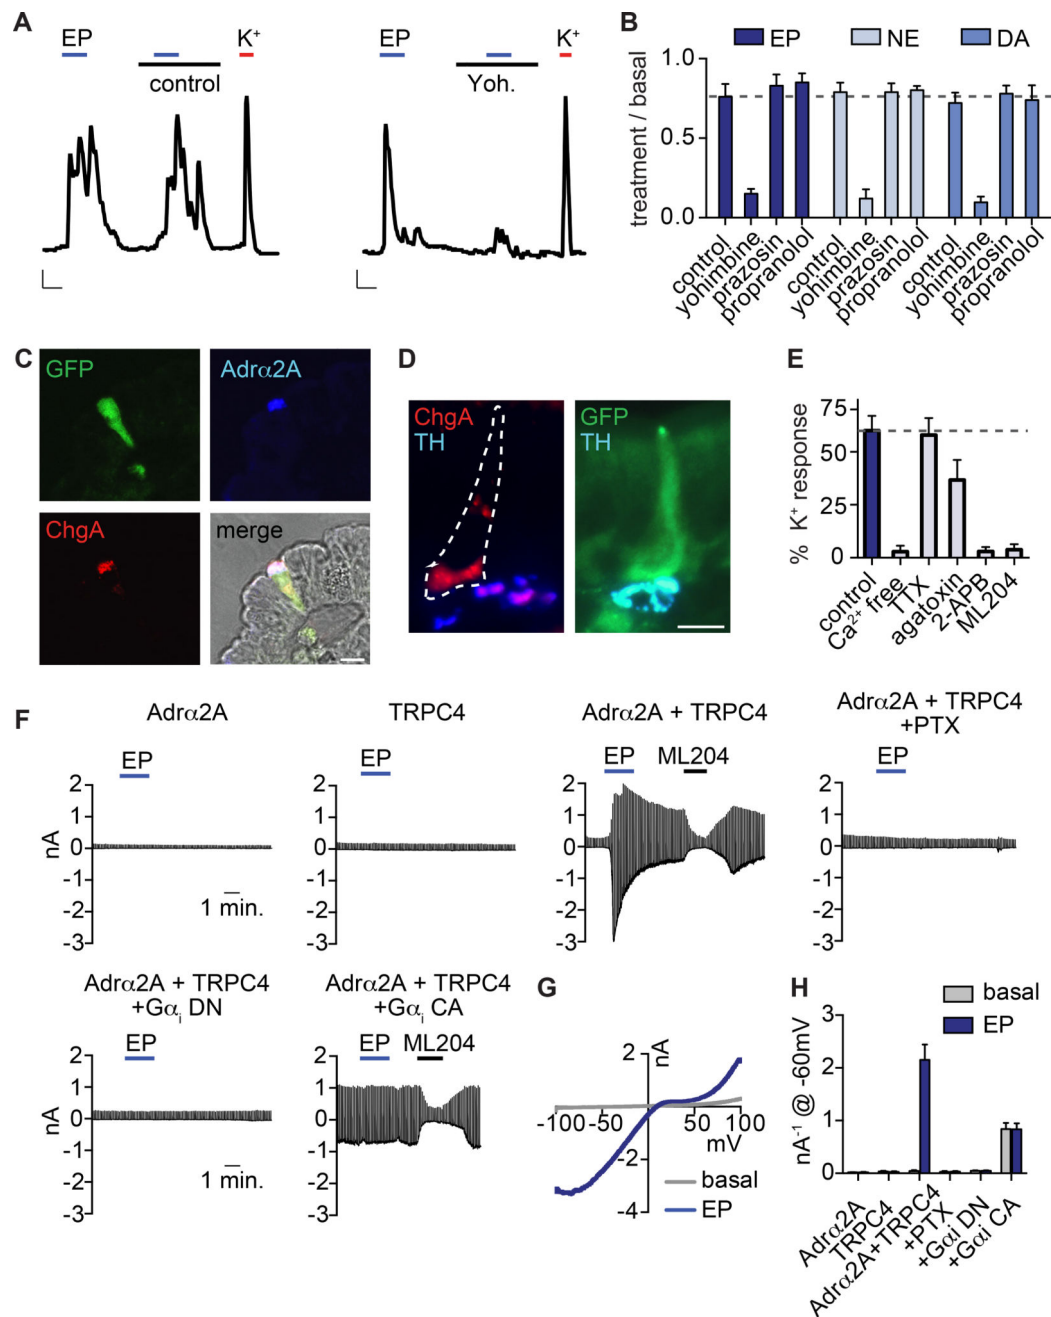 A
EP
K⁺
control
EP
K⁺
Yoh.
B
EP
NE
DA
treatment / basal
1.0
0.5
0.0
control
yohimbine
prazosin
propranolol
control
yohimbine
prazosin
propranolol
control
yohimbine
prazosin
propranolol
C
GFP
Adrα2A
ChgA
merge
D
ChgA
TH
GFP
TH
E
% K⁺ response
75
50
25
0
control
Ca²⁺ free
TTX
agatoxin
2-APB
ML204
F
Adrα2A
EP
nA
2
1
0
-1
-2
-3
1 min.
TRPC4
EP
2
1
0
-1
-2
-3
Adrα2A + TRPC4
EP
ML204
2
1
0
-1
-2
-3
Adrα2A + TRPC4
+PTX
EP
2
1
0
-1
-2
-3
Adrα2A + TRPC4
+Gαi DN
EP
nA
2
1
0
-1
-2
-3
1 min.
Adrα2A + TRPC4
+Gαi CA
EP
ML204
2
1
0
-1
-2
-3
G
2
nA
-100
-50
50
100
mV
-2
-4
basal
EP
H
basal
EP
nA⁻¹ @ -60mV
3
2
1
0
Adrα2A
TRPC4
Adrα2A+TRPC4
+PTX
+Gαi DN
+Gαi CA